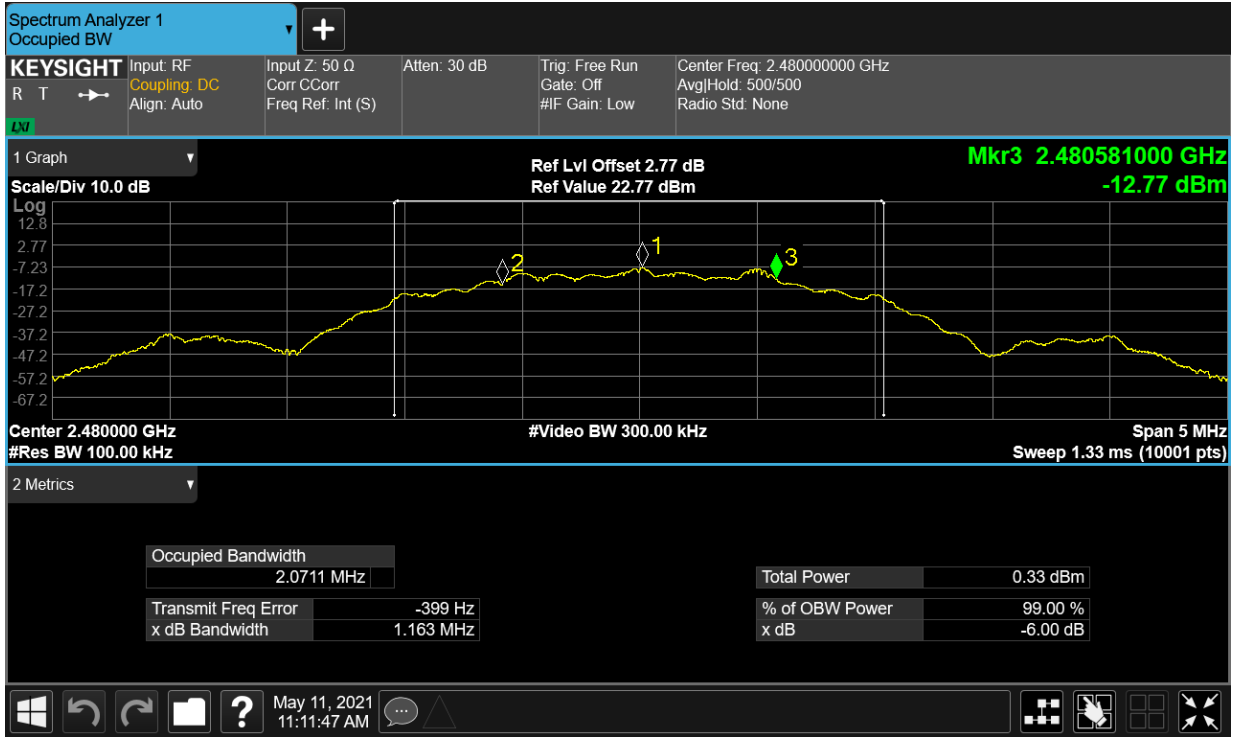 Spectrum Analyzer 1
Occupied BW
+
KEYSIGHT
R T
LXI
Input: RF
Coupling: DC
Align: Auto
Input Z: 50 Ω
Corr CCorr
Freq Ref: Int (S)
Atten: 30 dB
Trig: Free Run
Gate: Off
#IF Gain: Low
Center Freq: 2.480000000 GHz
Avg|Hold: 500/500
Radio Std: None
1 Graph
Scale/Div 10.0 dB
Ref Lvl Offset 2.77 dB
Ref Value 22.77 dBm
Mkr3 2.480581000 GHz
-12.77 dBm
Log
12.8
2.77
-7.23
-17.2
-27.2
-37.2
-47.2
-57.2
-67.2
2
1
3
Center 2.480000 GHz
#Res BW 100.00 kHz
#Video BW 300.00 kHz
Span 5 MHz
Sweep 1.33 ms (10001 pts)
2 Metrics
Occupied Bandwidth
2.0711 MHz
Transmit Freq Error -399 Hz
x dB Bandwidth 1.163 MHz
Total Power 0.33 dBm
% of OBW Power 99.00 %
x dB -6.00 dB
?
May 11, 2021
11:11:47 AM